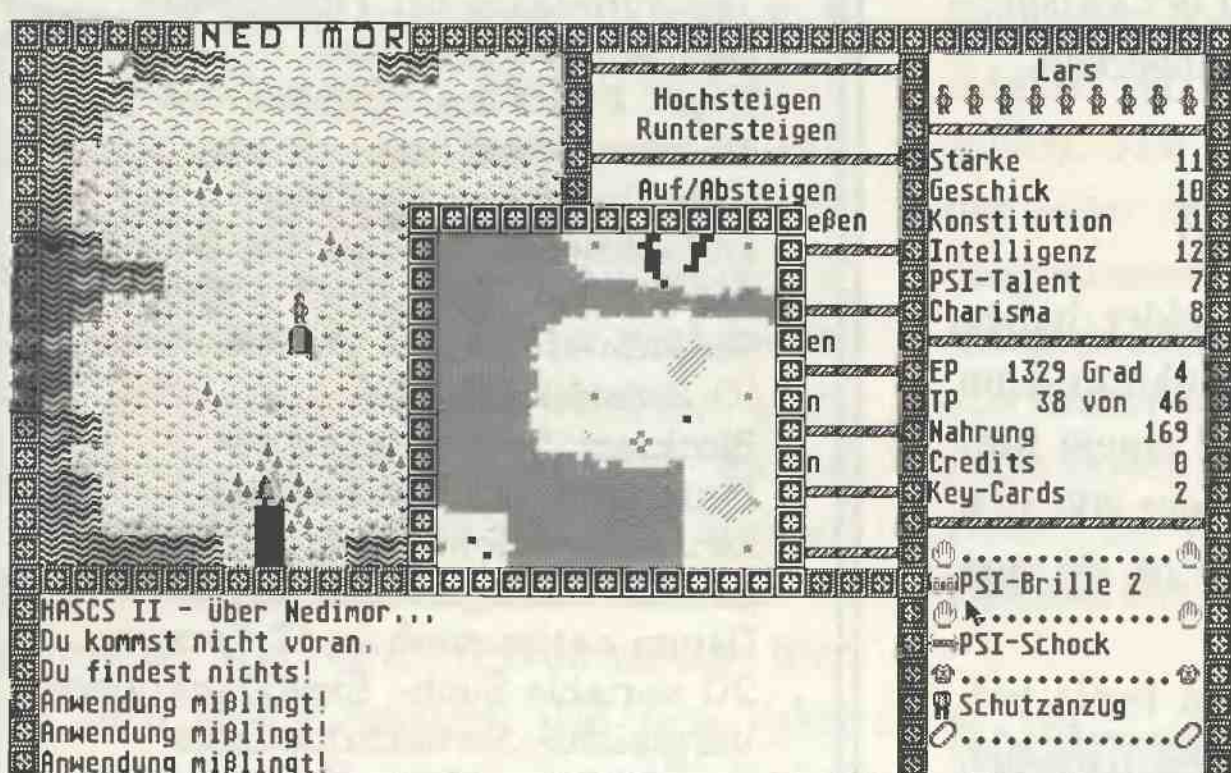 NEDIMOR
Hochsteigen
Runtersteigen
Auf/Absteigen
eßen
en
n
n
n
Lars
Stärke 11
Geschick 10
Konstitution 11
Intelligenz 12
PSI-Talent 7
Charisma 8
EP 1329 Grad 4
TP 38 von 46
Nahrung 169
Credits 0
Key-Cards 2
PSI-Brille 2
PSI-Schock
Schutzanzug
HASCS II - über Nedimor...
Du kommst nicht voran.
Du findest nichts!
Anwendung mißlingt!
Anwendung mißlingt!
Anwendung mißlingt!